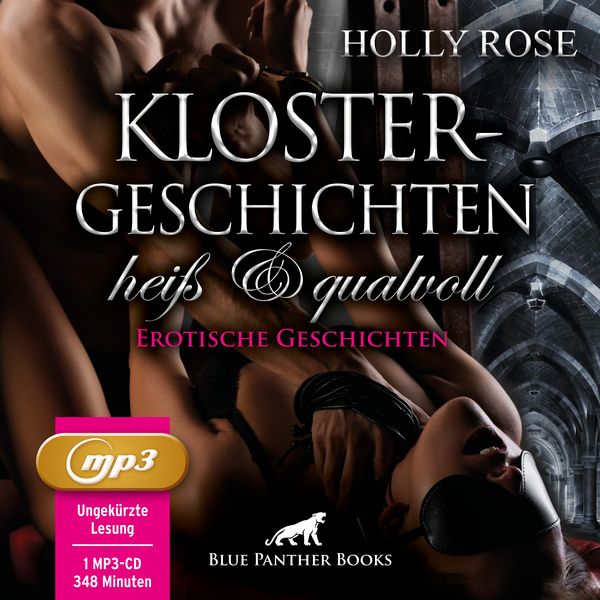 HOLLY ROSE
KLOSTER-
GESCHICHTEN
heiß & qualvoll
EROTISCHE GESCHICHTEN
mp3
Ungekürzte
Lesung
1 MP3-CD
348 Minuten
BLUE PANTHER BOOKS